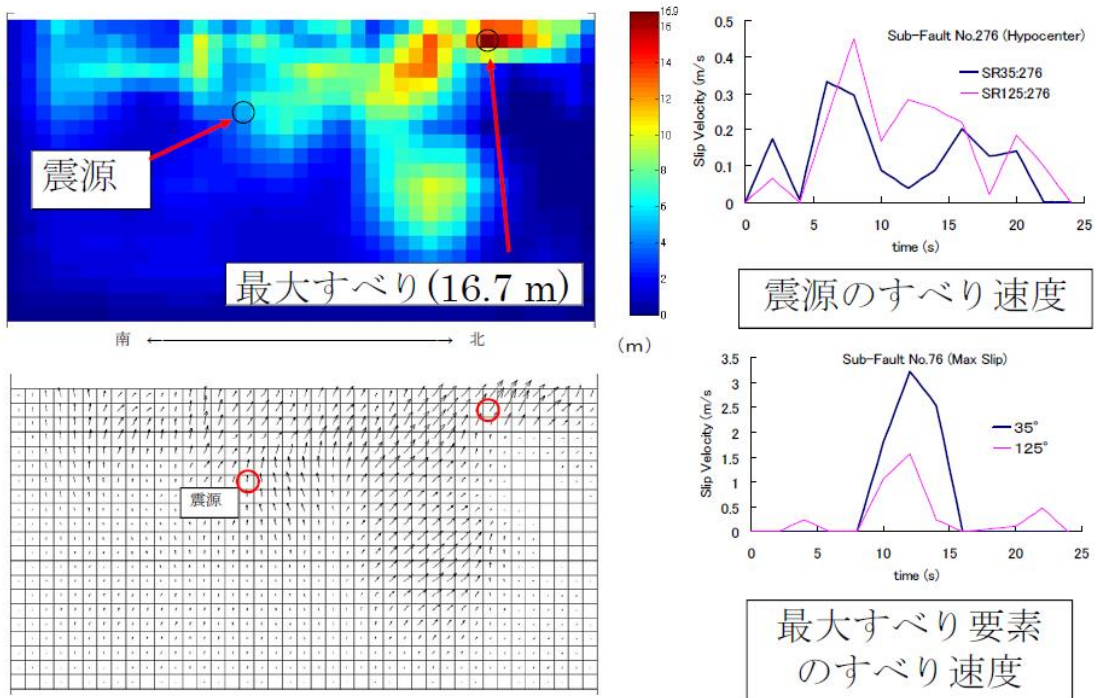 震源
最大すべり(16.7 m)
南
北
16.0
14
12
10
8
6
4
2
0
(m)
Sub-Fault No.276 (Hypocenter)
SR35:276
SR125:276
Slip Velocity (m/s
0.5
0.4
0.3
0.2
0.1
0
0 5 10 15 20 25
time (s)
震源のすべり速度
震源
Sub-Fault No.76 (Max Slip)
35°
125°
Slip Velocity (m/s
3.5
3
2.5
2
1.5
1
0.5
0
0 5 10 15 20 25
time (s)
最大すべり要素
のすべり速度